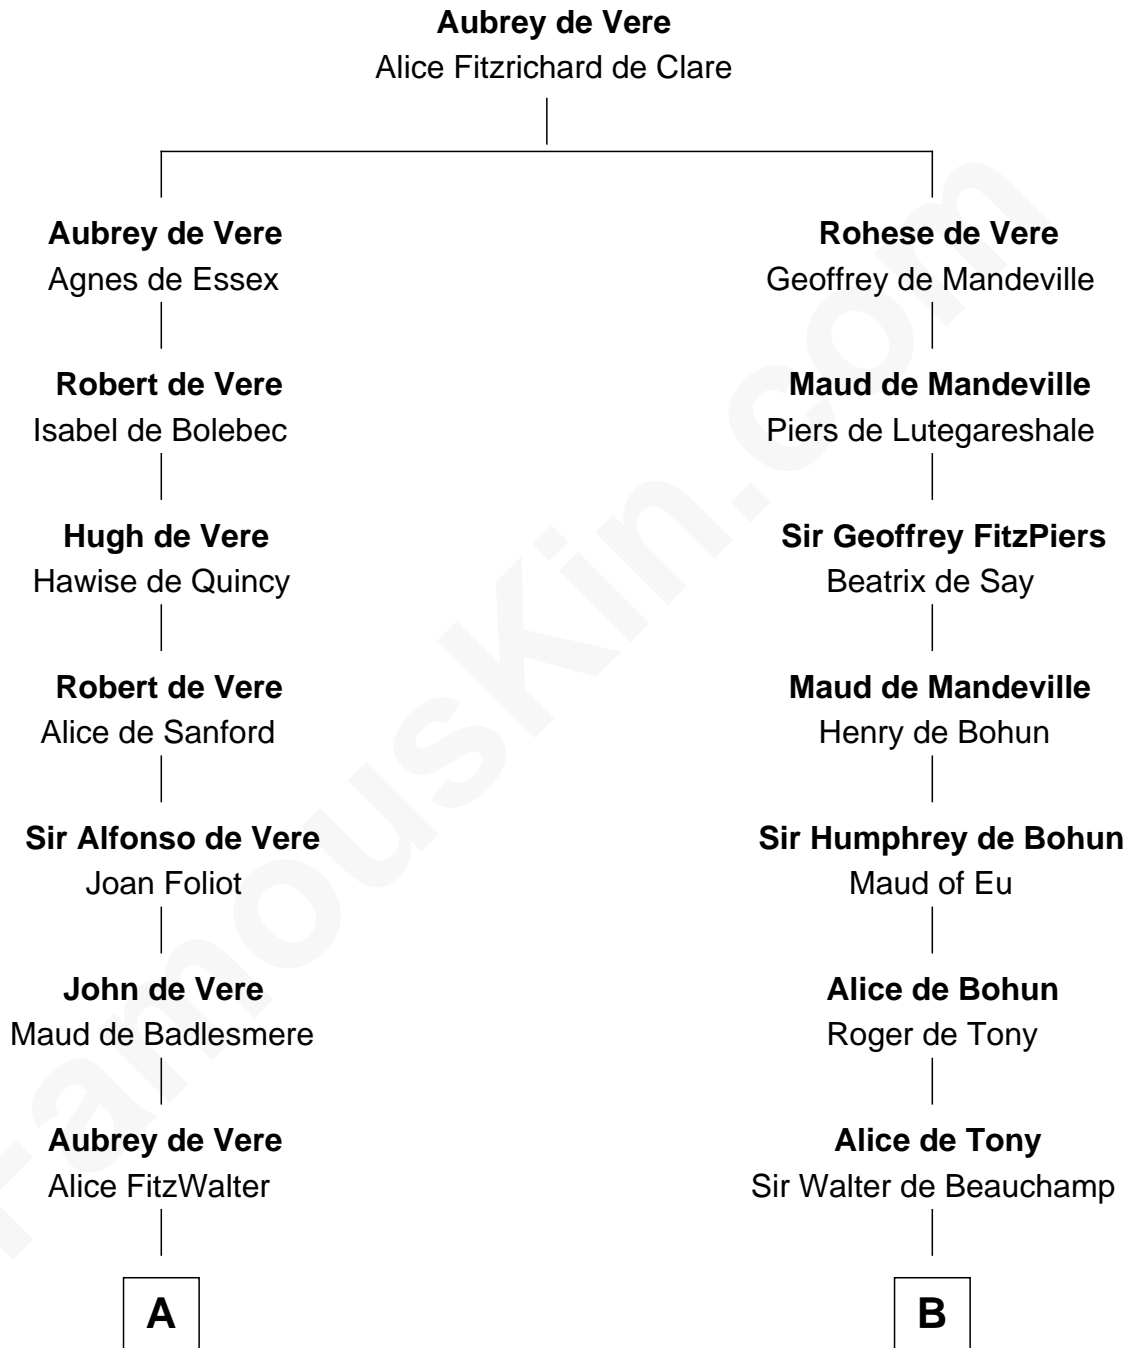 Aubrey de Vere
Alice Fitzrichard de Clare
Aubrey de Vere
Agnes de Essex
Rohese de Vere
Geoffrey de Mandeville
Robert de Vere
Isabel de Bolebec
Maud de Mandeville
Piers de Lutegareshale
Hugh de Vere
Hawise de Quincy
Sir Geoffrey FitzPiers
Beatrix de Say
Robert de Vere
Alice de Sanford
Maud de Mandeville
Henry de Bohun
Sir Alfonso de Vere
Joan Foliot
Sir Humphrey de Bohun
Maud of Eu
John de Vere
Maud de Badlesmere
Alice de Bohun
Roger de Tony
Aubrey de Vere
Alice FitzWalter
Alice de Tony
Sir Walter de Beauchamp
A
B
FamousKin.com